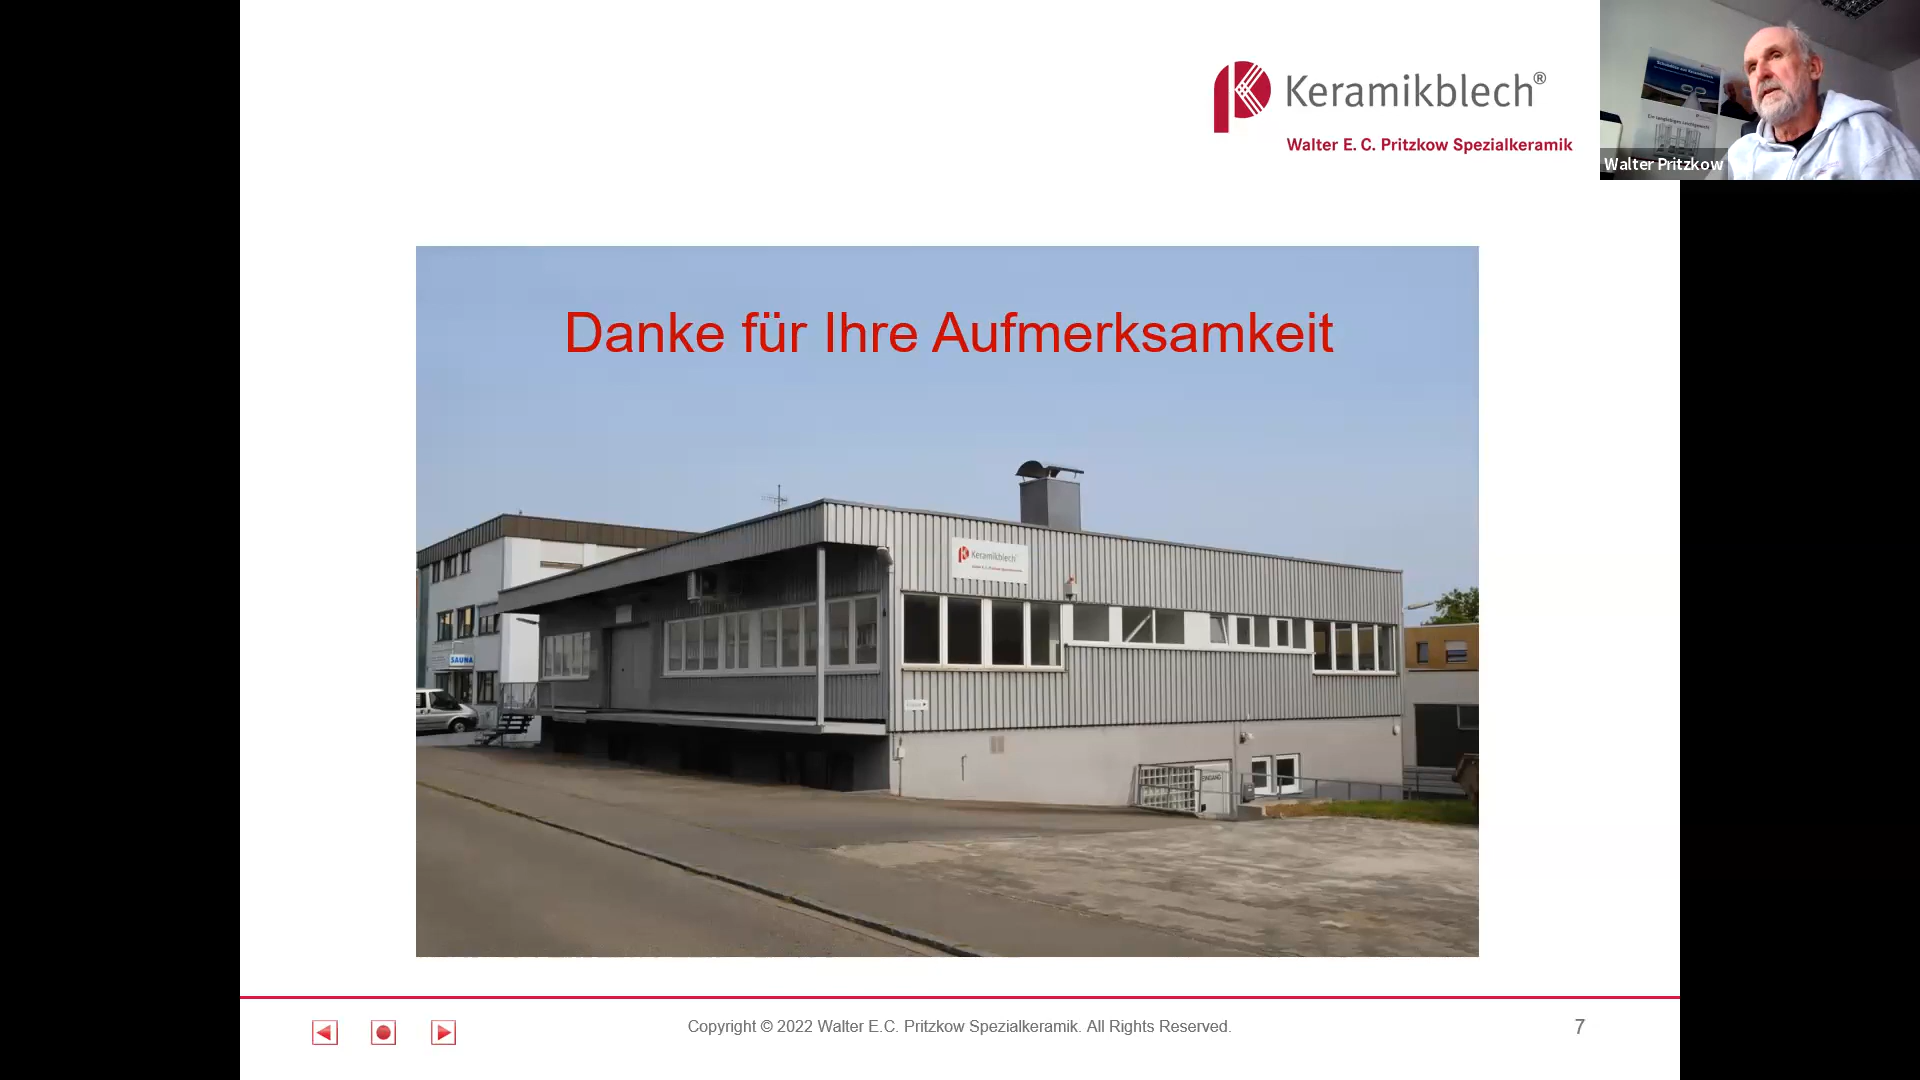 Keramikblech®
Walter E. C. Pritzkow Spezialkeramik
Walter Pritzkow
Danke für Ihre Aufmerksamkeit
Keramikblech
SAUNA
EINGANG
Copyright © 2022 Walter E.C. Pritzkow Spezialkeramik. All Rights Reserved.
7